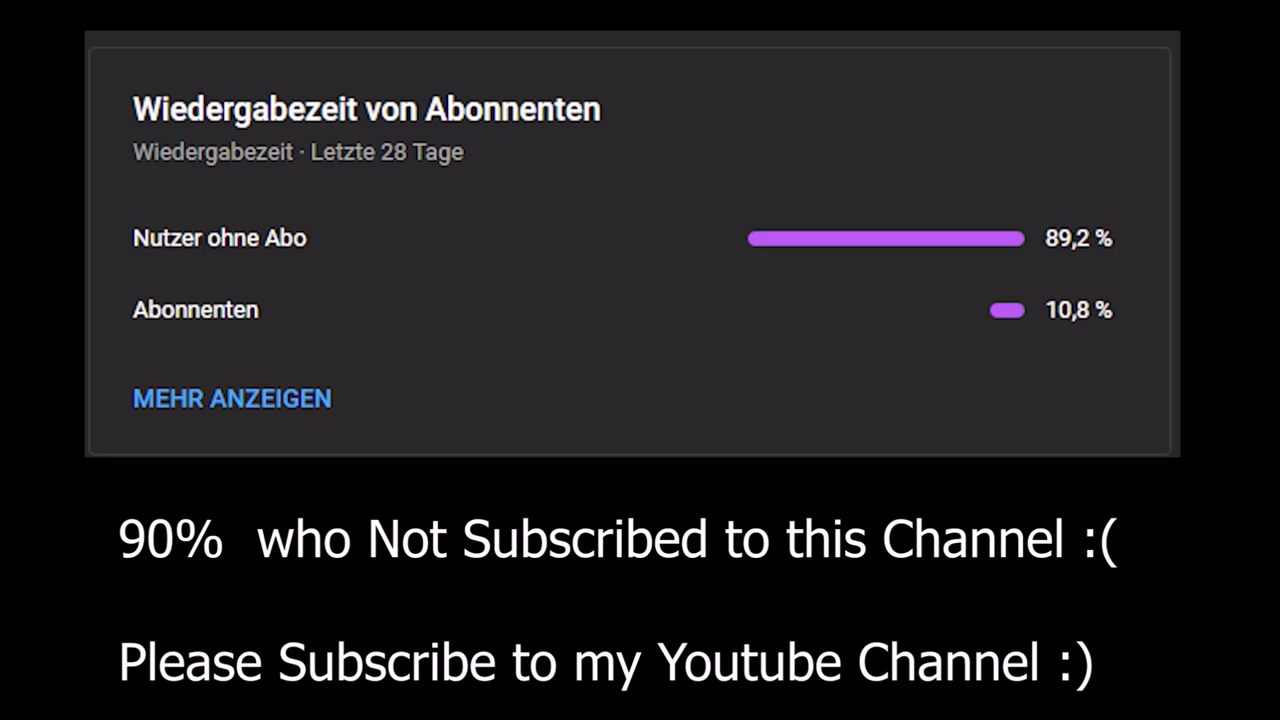 Wiedergabezeit von Abonnenten
Wiedergabezeit · Letzte 28 Tage
Nutzer ohne Abo 89,2 %
Abonnenten 10,8 %
MEHR ANZEIGEN
90% who Not Subscribed to this Channel :(
Please Subscribe to my Youtube Channel :)